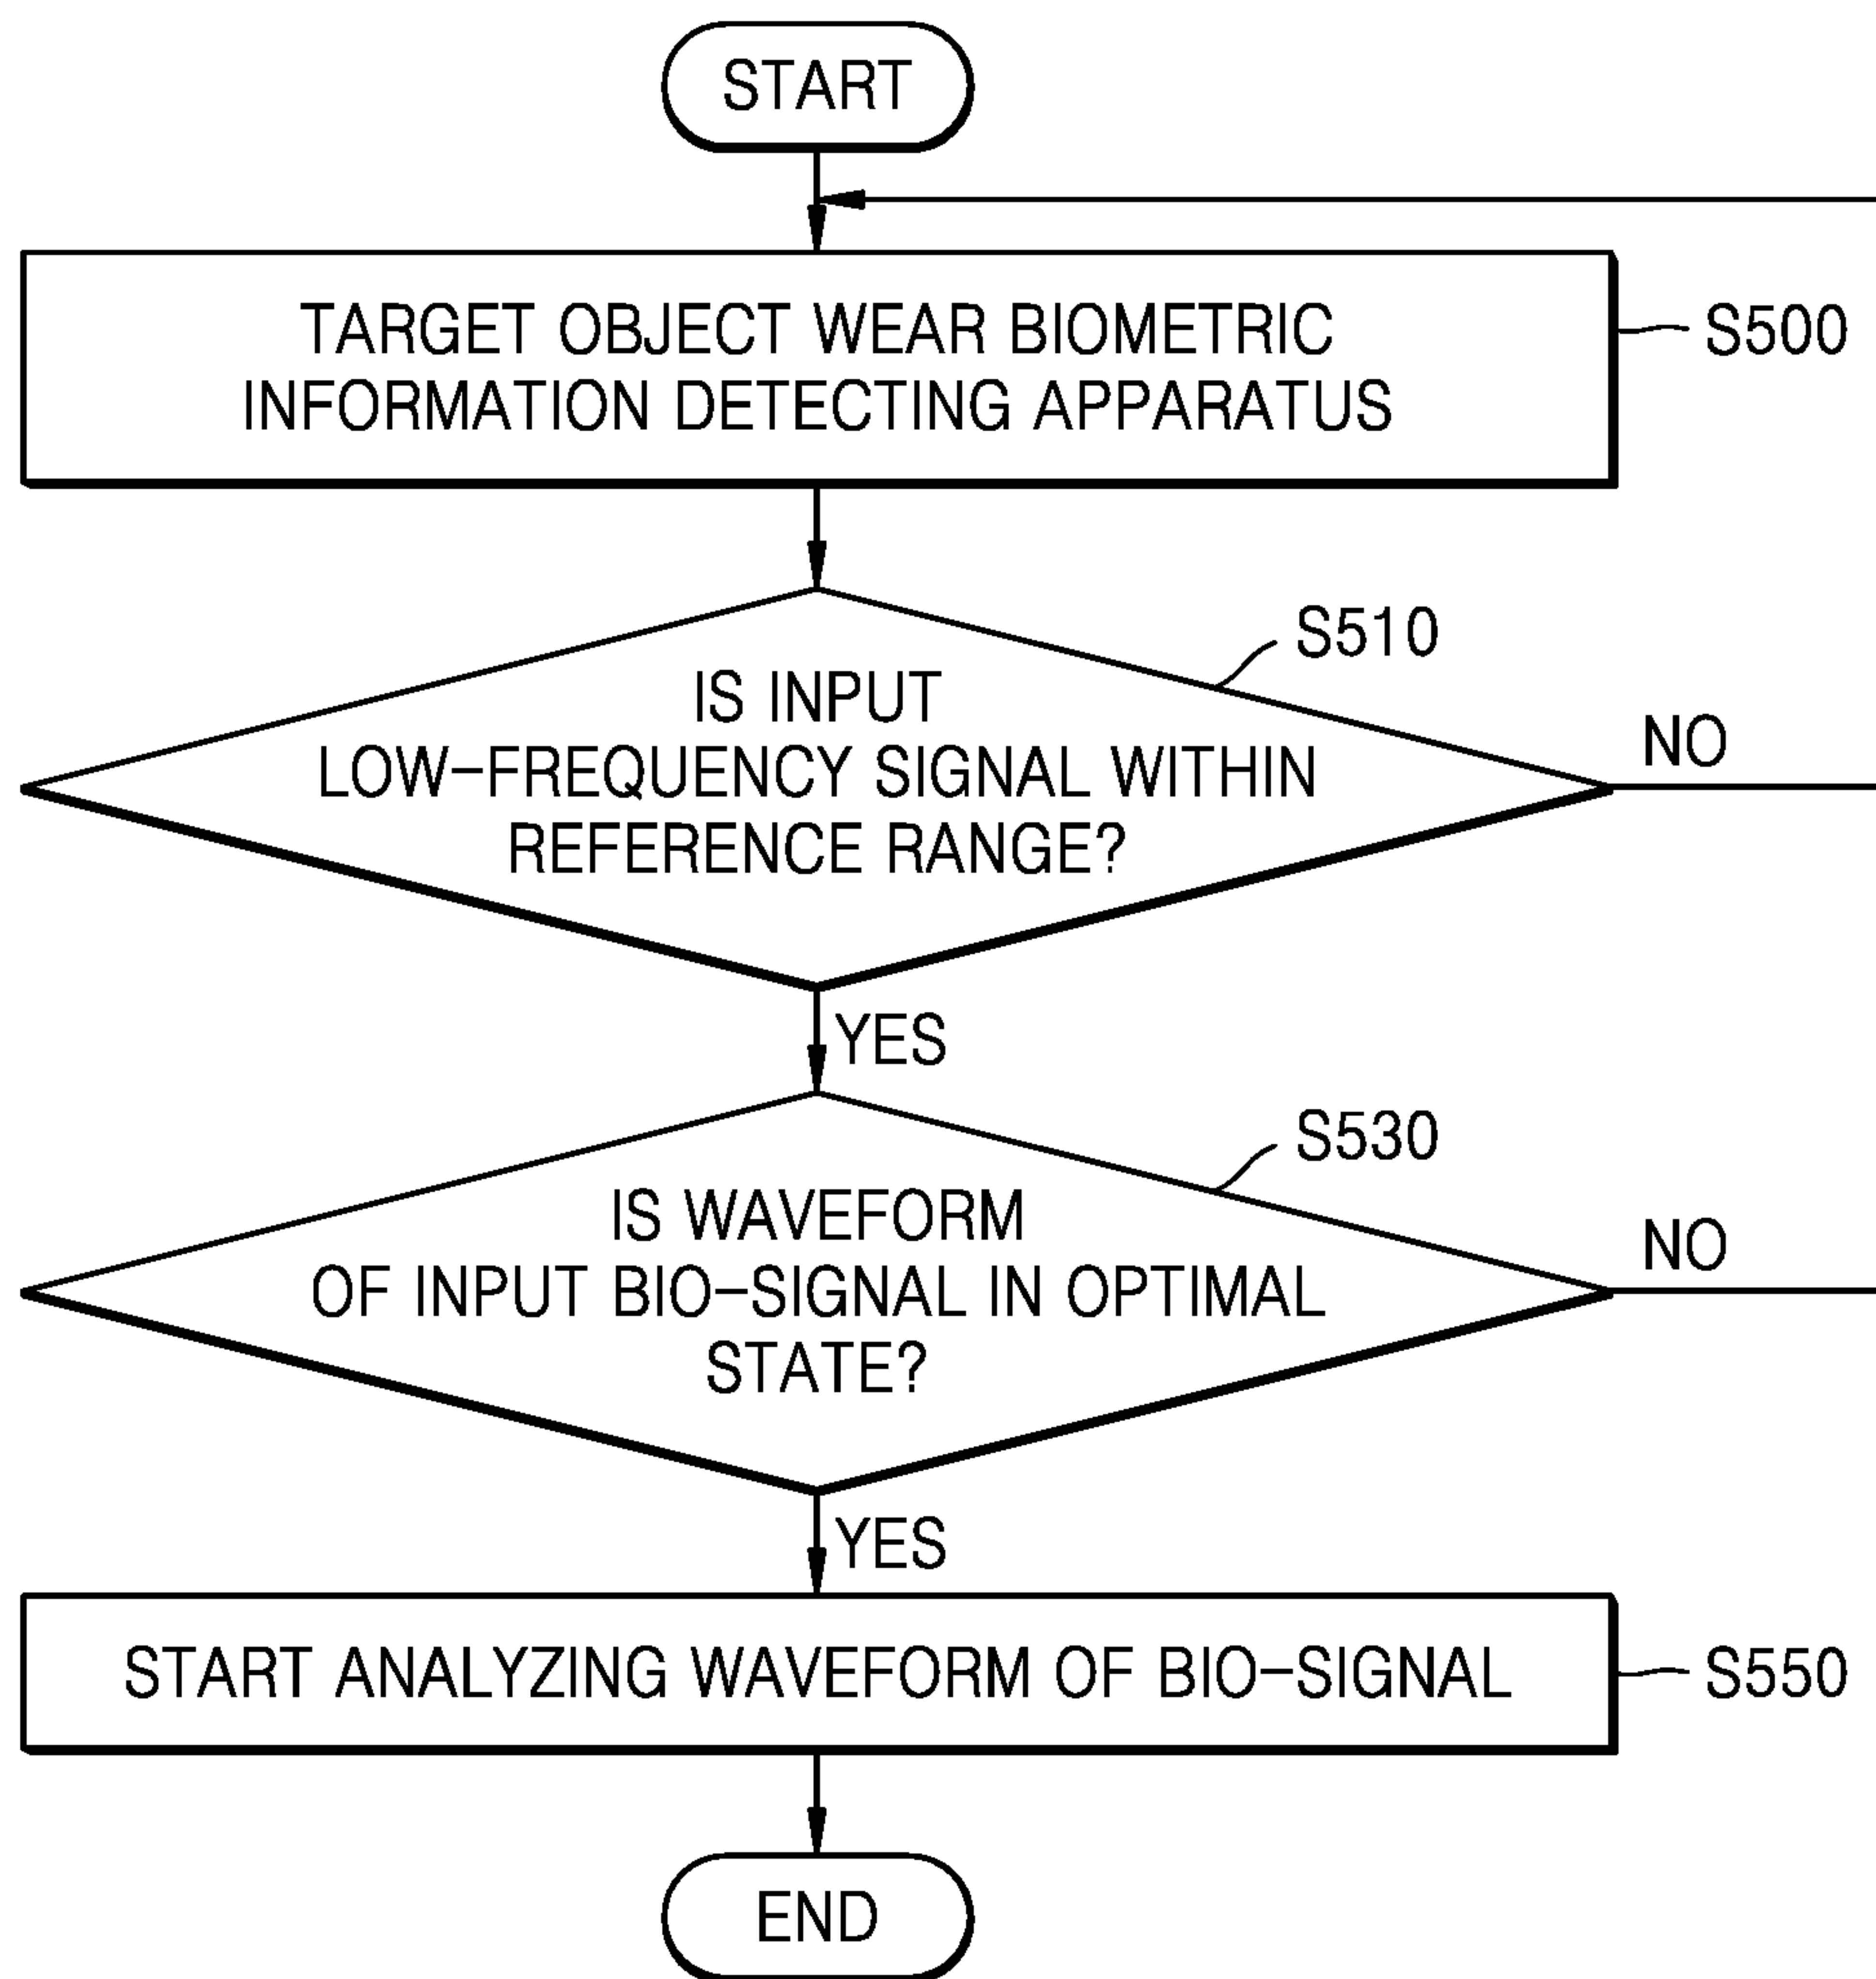 START
TARGET OBJECT WEAR BIOMETRIC
INFORMATION DETECTING APPARATUS
S500
S510
IS INPUT
LOW-FREQUENCY SIGNAL WITHIN
REFERENCE RANGE?
NO
YES
S530
IS WAVEFORM
OF INPUT BIO-SIGNAL IN OPTIMAL
STATE?
NO
YES
START ANALYZING WAVEFORM OF BIO-SIGNAL
S550
END